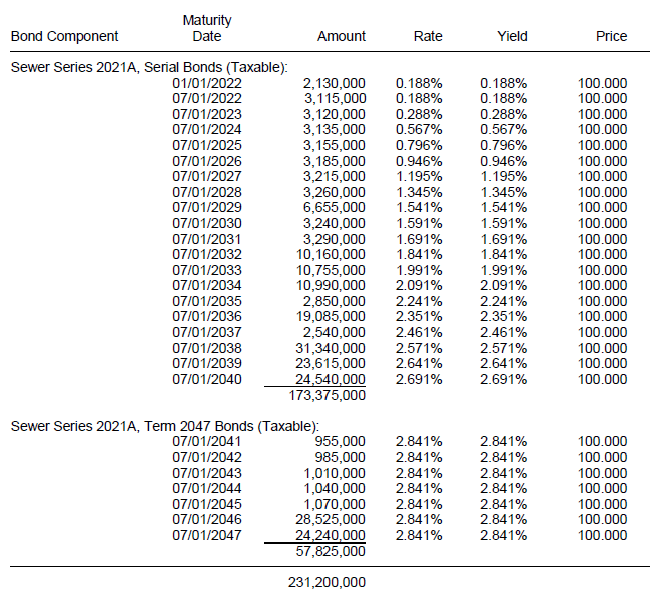 Maturity
Bond Component Date Amount Rate Yield Price
Sewer Series 2021A, Serial Bonds (Taxable):
01/01/2022 2,130,000 0.188% 0.188% 100.000
07/01/2022 3,115,000 0.188% 0.188% 100.000
07/01/2023 3,120,000 0.288% 0.288% 100.000
07/01/2024 3,135,000 0.567% 0.567% 100.000
07/01/2025 3,155,000 0.796% 0.796% 100.000
07/01/2026 3,185,000 0.946% 0.946% 100.000
07/01/2027 3,215,000 1.195% 1.195% 100.000
07/01/2028 3,260,000 1.345% 1.345% 100.000
07/01/2029 6,655,000 1.541% 1.541% 100.000
07/01/2030 3,240,000 1.591% 1.591% 100.000
07/01/2031 3,290,000 1.691% 1.691% 100.000
07/01/2032 10,160,000 1.841% 1.841% 100.000
07/01/2033 10,755,000 1.991% 1.991% 100.000
07/01/2034 10,990,000 2.091% 2.091% 100.000
07/01/2035 2,850,000 2.241% 2.241% 100.000
07/01/2036 19,085,000 2.351% 2.351% 100.000
07/01/2037 2,540,000 2.461% 2.461% 100.000
07/01/2038 31,340,000 2.571% 2.571% 100.000
07/01/2039 23,615,000 2.641% 2.641% 100.000
07/01/2040 24,540,000 2.691% 2.691% 100.000
173,375,000
Sewer Series 2021A, Term 2047 Bonds (Taxable):
07/01/2041 955,000 2.841% 2.841% 100.000
07/01/2042 985,000 2.841% 2.841% 100.000
07/01/2043 1,010,000 2.841% 2.841% 100.000
07/01/2044 1,040,000 2.841% 2.841% 100.000
07/01/2045 1,070,000 2.841% 2.841% 100.000
07/01/2046 28,525,000 2.841% 2.841% 100.000
07/01/2047 24,240,000 2.841% 2.841% 100.000
57,825,000
231,200,000